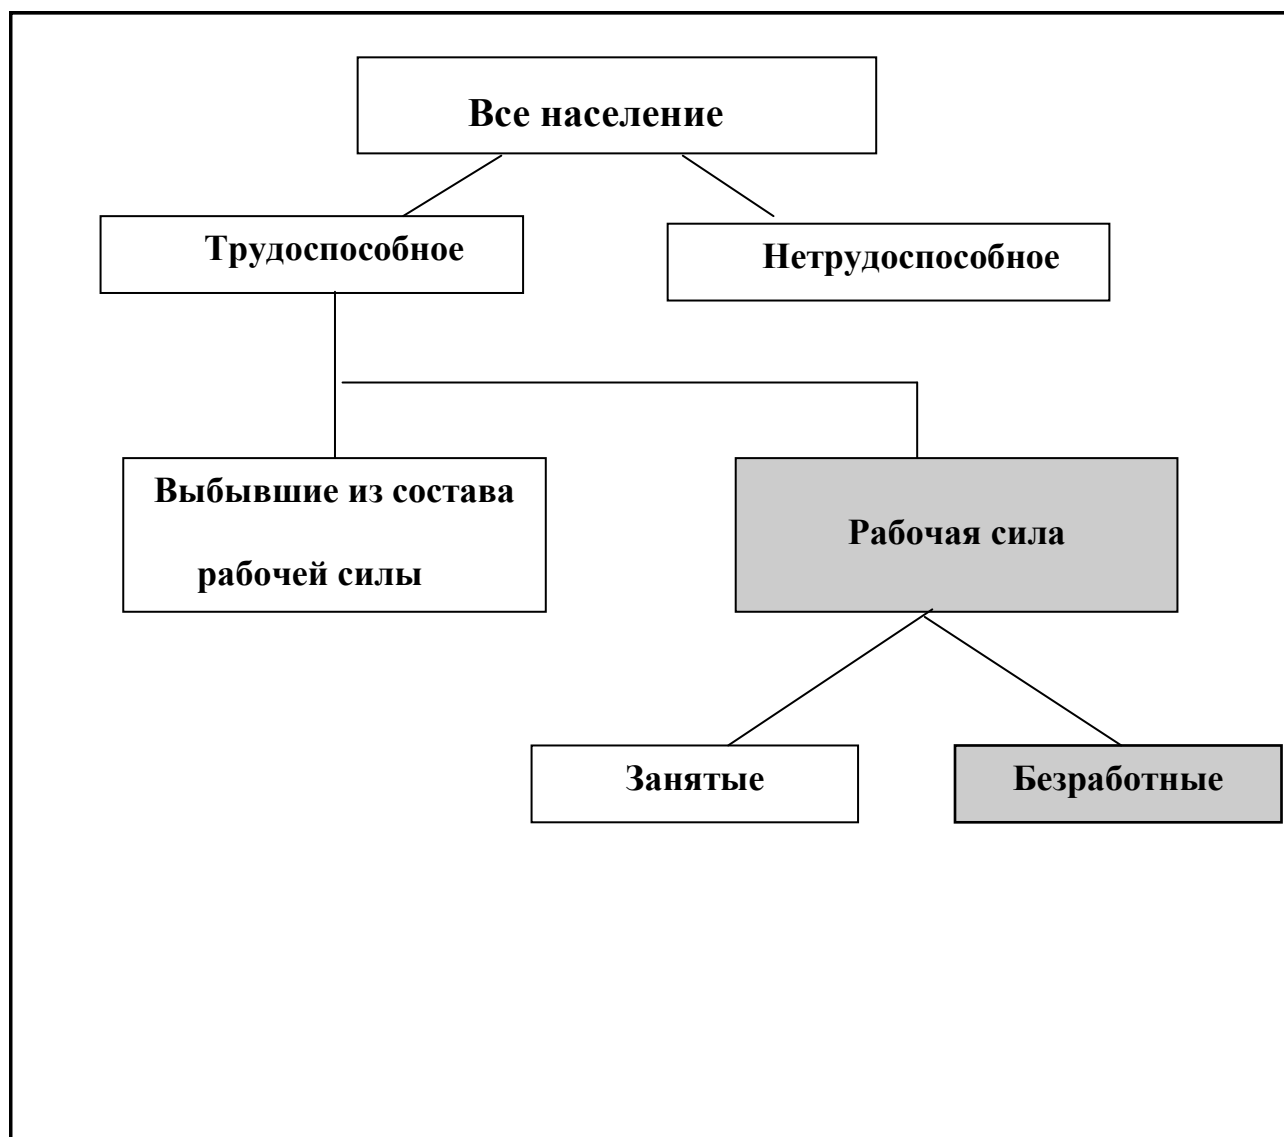 Все население
Трудоспособное
Нетрудоспособное
Выбывшие из состава
рабочей силы
Рабочая сила
Занятые
Безработные